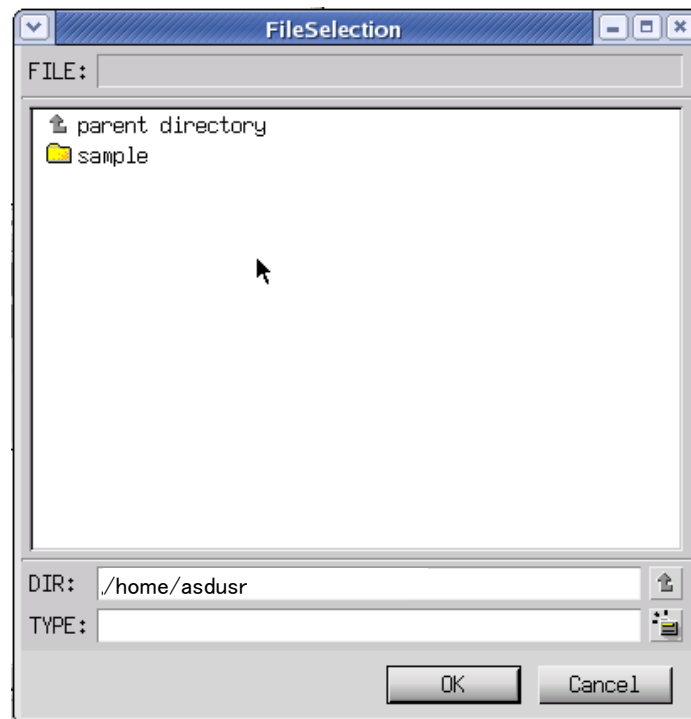 FileSelection
FILE:
parent directory
sample
DIR: /home/asdusr
TYPE:
OK Cancel